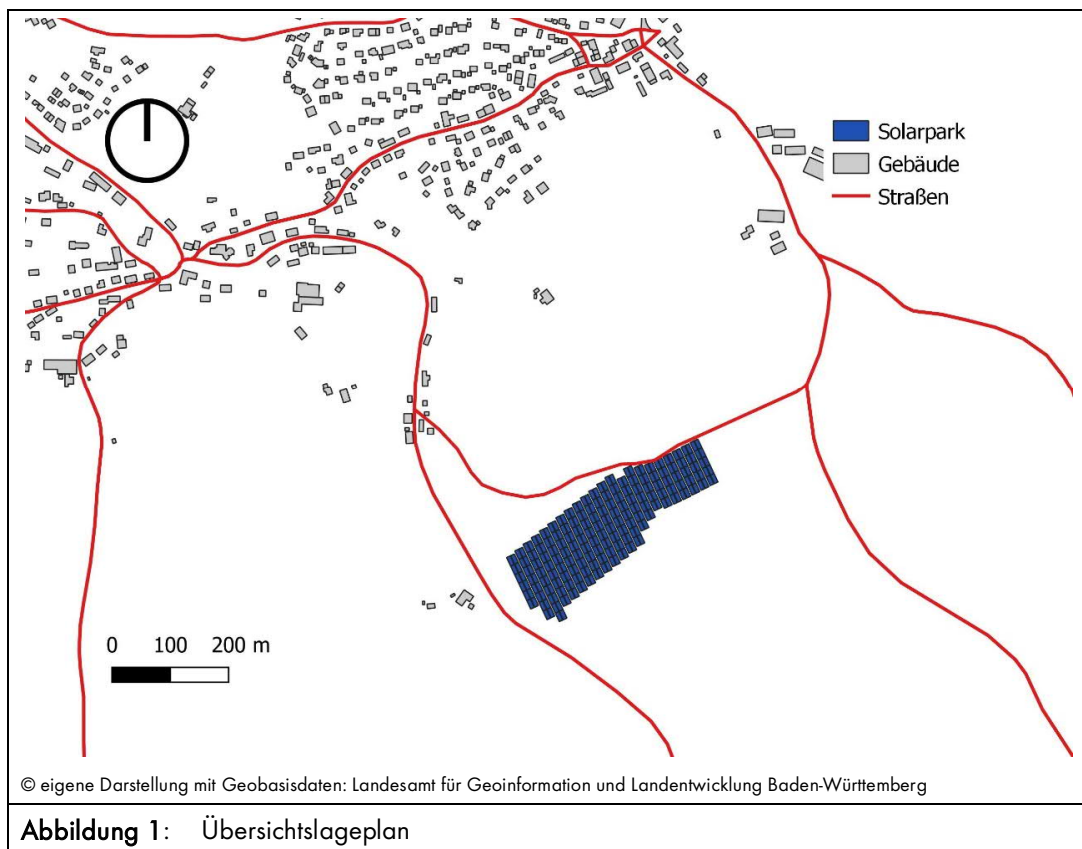 Solarpark
Gebäude
Straßen
0 100 200 m
© eigene Darstellung mit Geobasisdaten: Landesamt für Geoinformation und Landentwicklung Baden-Württemberg
Abbildung 1: Übersichtslageplan